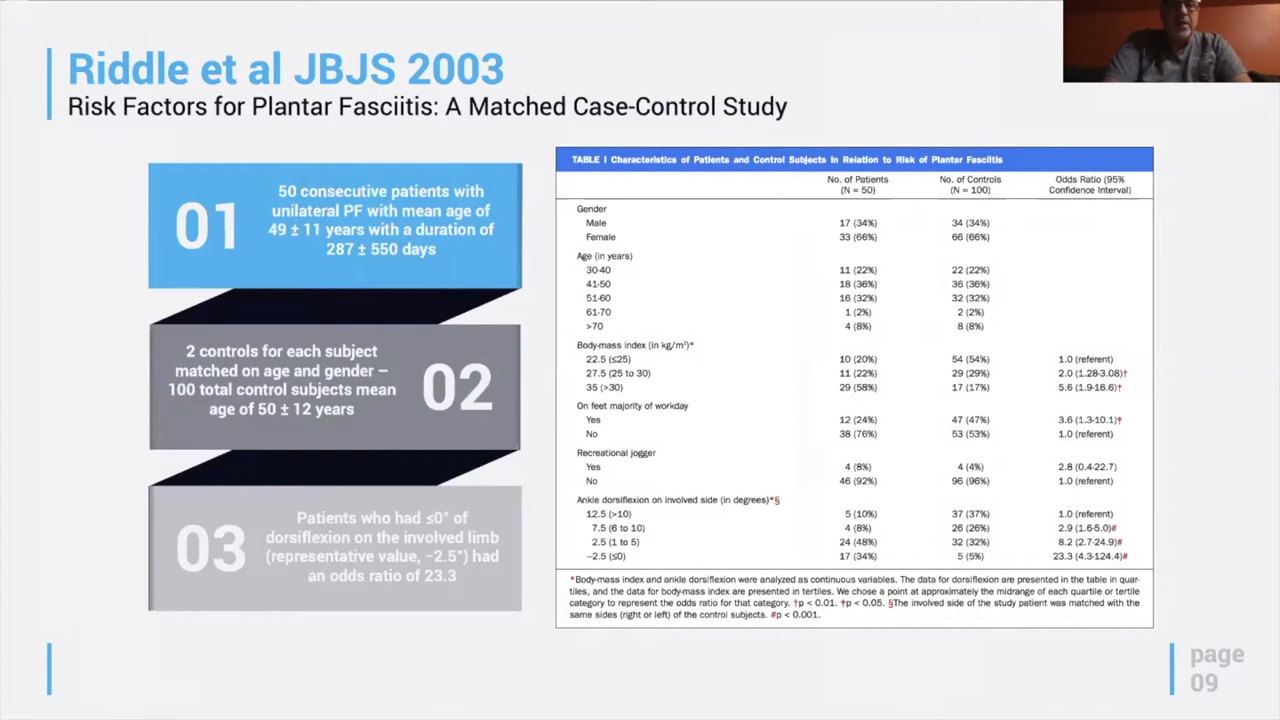 Riddle et al JBJS 2003
Risk Factors for Plantar Fasciitis: A Matched Case-Control Study
01
50 consecutive patients with
unilateral PF with mean age of
49 ± 11 years with a duration of
287 ± 550 days
2 controls for each subject
matched on age and gender –
100 total control subjects mean
age of 50 ± 12 years
02
03
Patients who had ≤0° of
dorsiflexion on the involved limb
(representative value, −2.5°) had
an odds ratio of 23.3
TABLE I Characteristics of Patients and Control Subjects in Relation to Risk of Plantar Fasciitis
No. of Patients (N = 50) No. of Controls (N = 100) Odds Ratio (95% Confidence Interval)
Gender
Male 17 (34%) 34 (34%)
Female 33 (66%) 66 (66%)
Age (in years)
30-40 11 (22%) 22 (22%)
41-50 18 (36%) 36 (36%)
51-60 16 (32%) 32 (32%)
61-70 1 (2%) 2 (2%)
>70 4 (8%) 8 (8%)
Body-mass index (in kg/m²)*
22.5 (≤25) 10 (20%) 54 (54%) 1.0 (referent)
27.5 (25 to 30) 11 (22%) 29 (29%) 2.0 (1.28-3.08)†
35 (>30) 29 (58%) 17 (17%) 5.6 (1.9-16.6)†
On feet majority of workday
Yes 12 (24%) 47 (47%) 3.6 (1.3-10.1)†
No 38 (76%) 53 (53%) 1.0 (referent)
Recreational jogger
Yes 4 (8%) 4 (4%) 2.8 (0.4-22.7)
No 46 (92%) 96 (96%) 1.0 (referent)
Ankle dorsiflexion on involved side (in degrees)*§
12.5 (>10) 5 (10%) 37 (37%) 1.0 (referent)
7.5 (6 to 10) 4 (8%) 26 (26%) 2.9 (1.6-5.0)#
2.5 (1 to 5) 24 (48%) 32 (32%) 8.2 (2.7-24.9)#
−2.5 (≤0) 17 (34%) 5 (5%) 23.3 (4.3-124.4)#
*Body-mass index and ankle dorsiflexion were analyzed as continuous variables. The data for dorsiflexion are presented in the table in quar-
tiles, and the data for body-mass index are presented in tertiles. We chose a point at approximately the midrange of each quartile or tertile
category to represent the odds ratio for that category. †p < 0.01. †p < 0.05. §The involved side of the study patient was matched with the
same sides (right or left) of the control subjects. #p < 0.001.
page
09